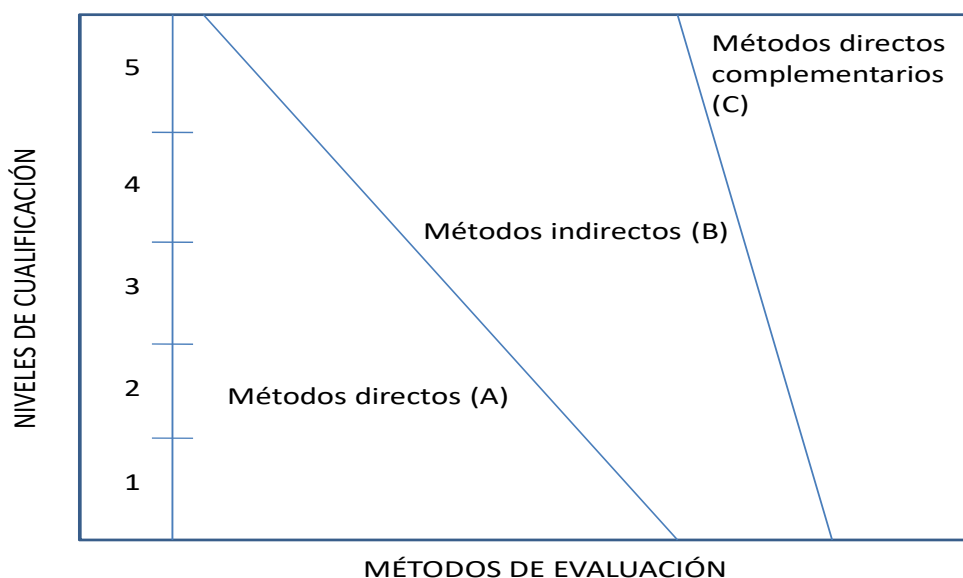 NIVELES DE CUALIFICACIÓN
5
4
3
2
1
Métodos directos
complementarios
(C)
Métodos indirectos (B)
Métodos directos (A)
MÉTODOS DE EVALUACIÓN